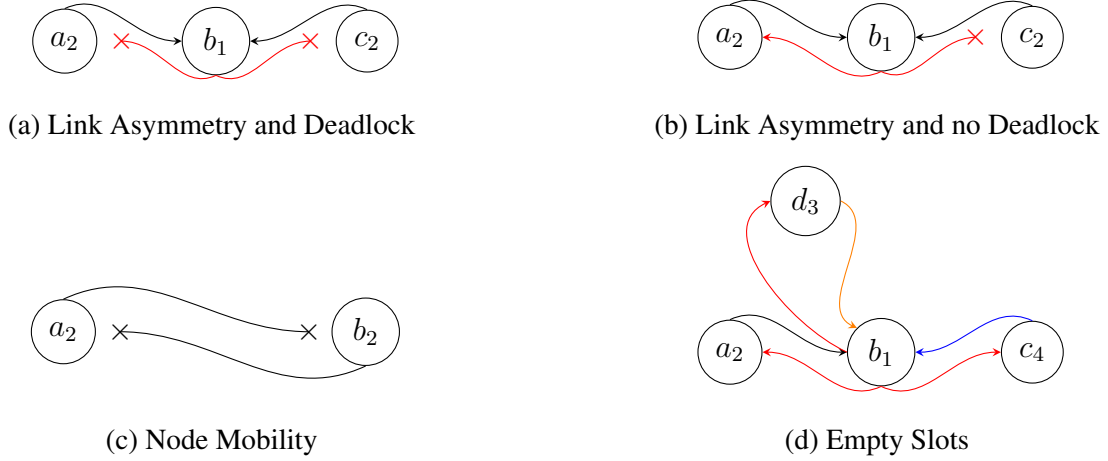 a₂ b₁ c₂
(a) Link Asymmetry and Deadlock
a₂ b₁ c₂
(b) Link Asymmetry and no Deadlock
a₂ b₂
(c) Node Mobility
d₃
a₂ b₁ c₄
(d) Empty Slots